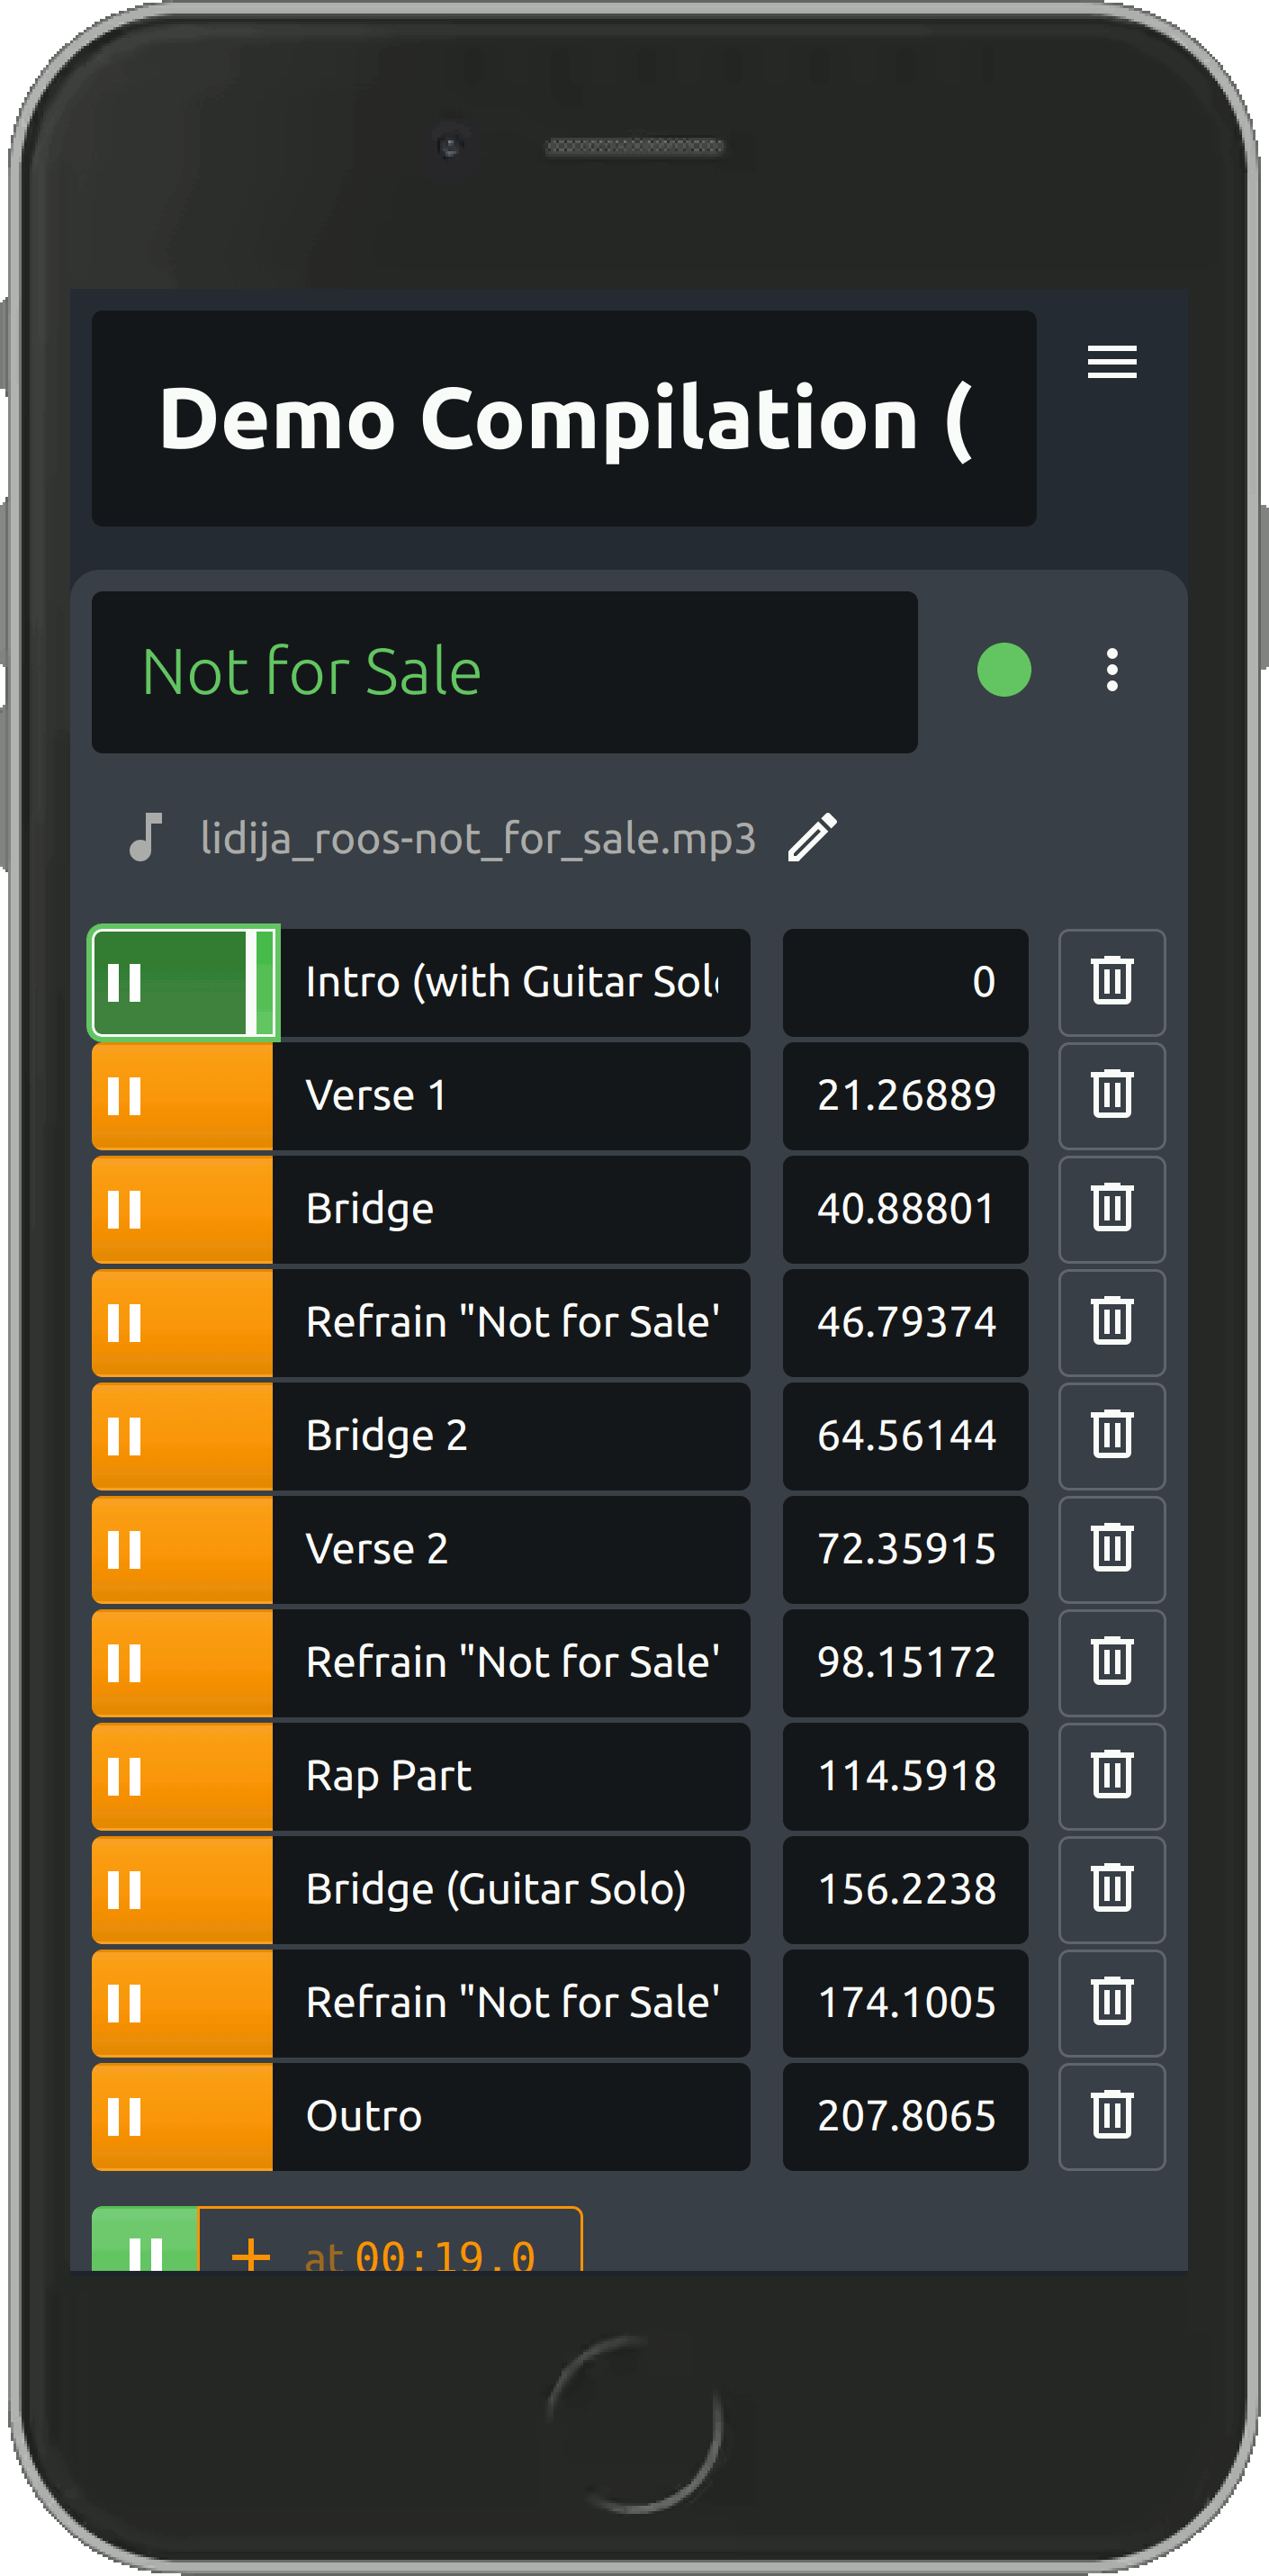 Demo Compilation (
Not for Sale
lidija_roos-not_for_sale.mp3
Intro (with Guitar Sol 0
Verse 1 21.26889
Bridge 40.88801
Refrain "Not for Sale" 46.79374
Bridge 2 64.56144
Verse 2 72.35915
Refrain "Not for Sale" 98.15172
Rap Part 114.5918
Bridge (Guitar Solo) 156.2238
Refrain "Not for Sale" 174.1005
Outro 207.8065
+ at 00:19.0